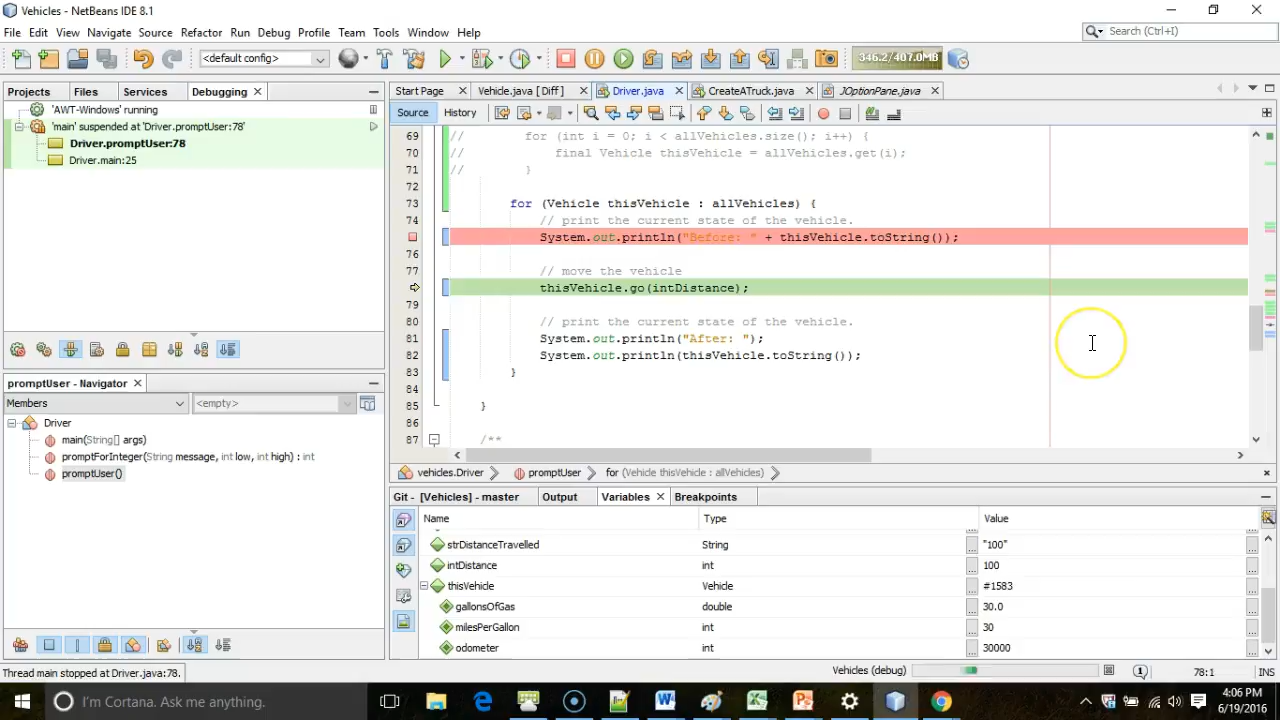 Vehicles - NetBeans IDE 8.1
File Edit View Navigate Source Refactor Run Debug Profile Team Tools Window Help
Search (Ctrl+I)
<default config>
346.2/407.0MB
Projects Files Services Debugging
Start Page Vehicle.java [ Diff ] Driver.java CreateATruck.java JOptionPane.java
Source History
'AWT-Windows' running
'main' suspended at 'Driver.promptUser:78'
Driver.promptUser:78
Driver.main:25
69 // for (int i = 0; i < allVehicles.size(); i++) {
70 // final Vehicle thisVehicle = allVehicles.get(i);
71 // }
72
73 for (Vehicle thisVehicle : allVehicles) {
74 // print the current state of the vehicle.
System.out.println("Before: " + thisVehicle.toString());
76
77 // move the vehicle
thisVehicle.go(intDistance);
79
80 // print the current state of the vehicle.
81 System.out.println("After: ");
82 System.out.println(thisVehicle.toString());
83 }
84
85 }
86
87 /**
promptUser - Navigator
Members <empty>
Driver
main(String[] args)
promptForInteger(String message, int low, int high) : int
promptUser()
vehicles.Driver promptUser for (Vehicle thisVehicle : allVehicles)
Git - [Vehicles] - master Output Variables Breakpoints
Name Type Value
strDistanceTravelled String ... "100" ...
intDistance int ... 100 ...
thisVehicle Vehicle ... #1583 ...
gallonsOfGas double ... 30.0 ...
milesPerGallon int ... 30 ...
odometer int ... 30000 ...
Thread main stopped at Driver.java:78.
Vehicles (debug)
78:1 INS
I'm Cortana. Ask me anything.
4:06 PM
6/19/2016